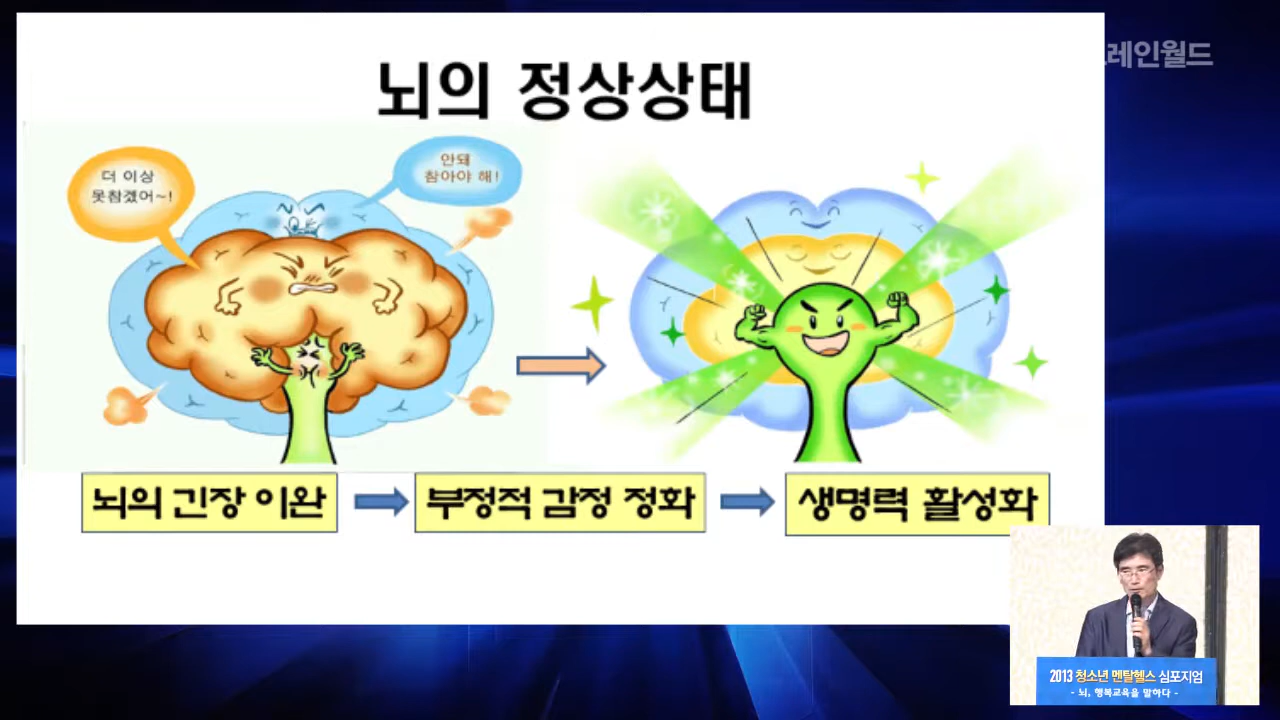 레인월드
뇌의 정상상태
더 이상
못참겠어~!
안돼
참아야 해!
뇌의 긴장 이완
부정적 감정 정화
생명력 활성화
2013 청소년 멘탈헬스 심포지엄
- 뇌, 행복교육을 말하다 -